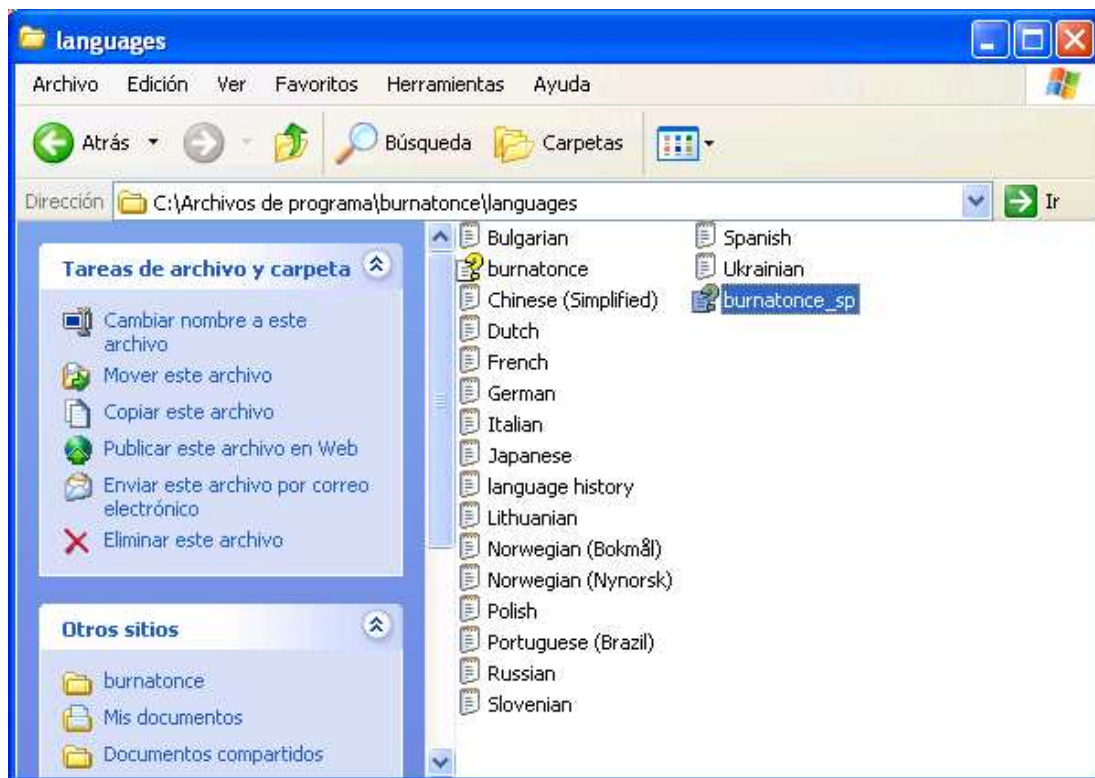 languages
Archivo Edición Ver Favoritos Herramientas Ayuda
Atrás Búsqueda Carpetas
Dirección C:\Archivos de programa\burnatonce\languages Ir
Tareas de archivo y carpeta
Cambiar nombre a este
archivo
Mover este archivo
Copiar este archivo
Publicar este archivo en Web
Enviar este archivo por correo
electrónico
Eliminar este archivo
Otros sitios
burnatonce
Mis documentos
Documentos compartidos
Bulgarian
burnatonce
Chinese (Simplified)
Dutch
French
German
Italian
Japanese
language history
Lithuanian
Norwegian (Bokmål)
Norwegian (Nynorsk)
Polish
Portuguese (Brazil)
Russian
Slovenian
Spanish
Ukrainian
burnatonce_sp